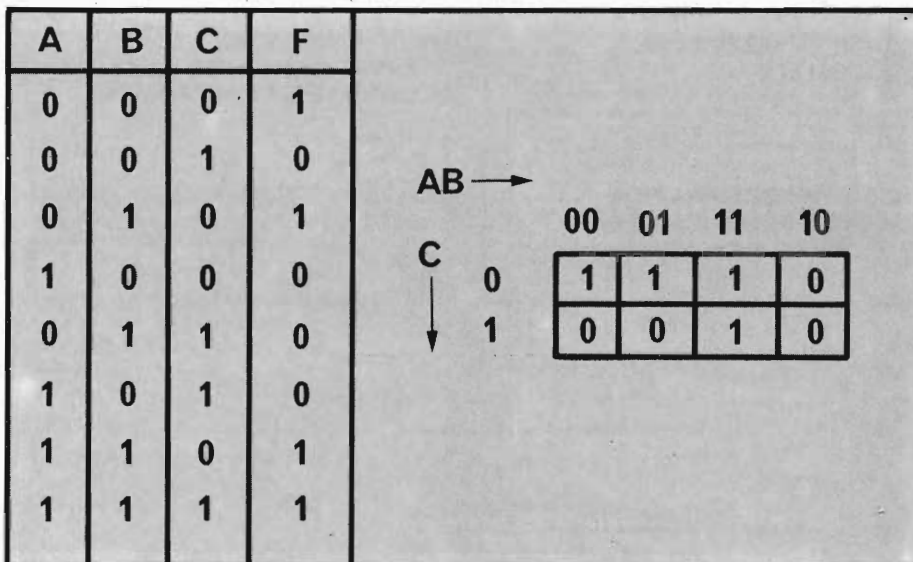 A B C F
0 0 0 1
0 0 1 0
0 1 0 1
1 0 0 0
0 1 1 0
1 0 1 0
1 1 0 1
1 1 1 1
AB →
00 01 11 10
C ↓
0 1 1 1 0
1 0 0 1 0